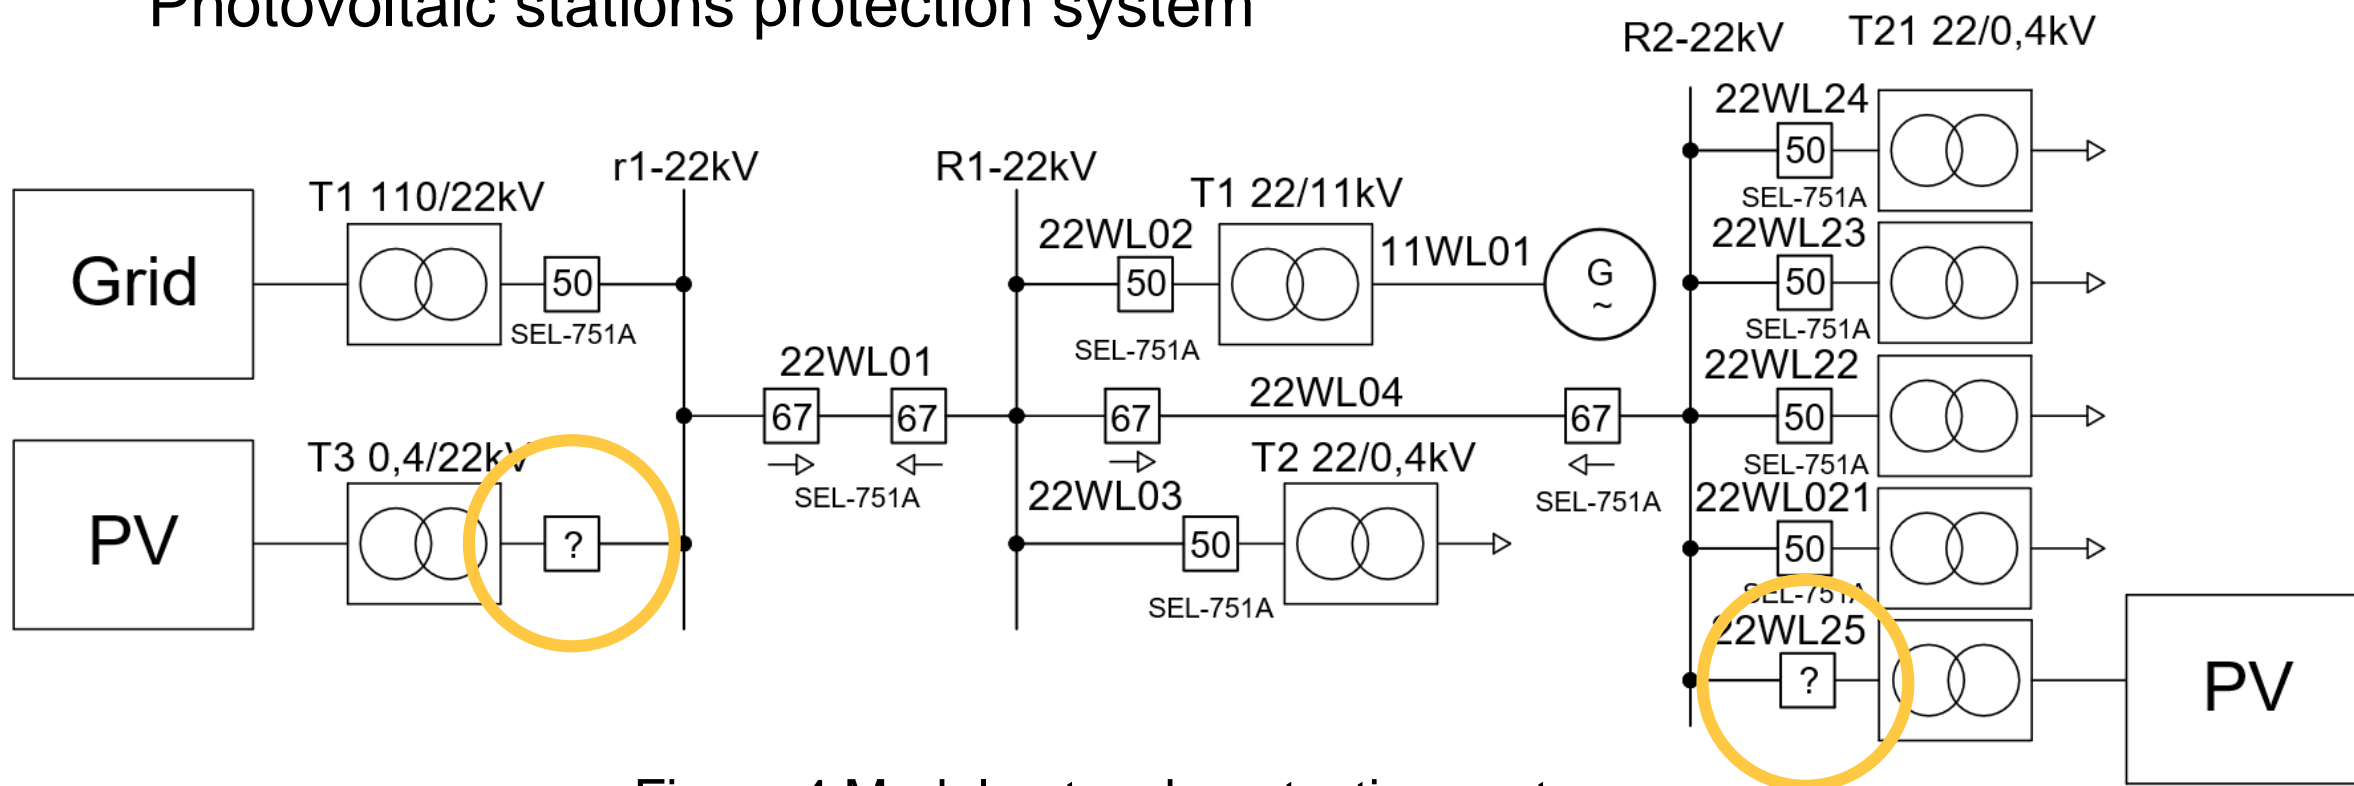 Photovoltaic stations protection system
R2-22kV
T21 22/0,4kV
22WL24
50
SEL-751A
r1-22kV
R1-22kV
T1 110/22kV
T1 22/11kV
22WL02
11WL01
22WL23
Grid
50
SEL-751A
50
SEL-751A
G
~
50
SEL-751A
22WL01
67
67
SEL-751A
67
22WL04
67
SEL-751A
22WL22
50
SEL-751A
T3 0,4/22kV
T2 22/0,4kV
PV
?
22WL03
50
SEL-751A
22WL021
50
SEL-751A
22WL25
?
PV